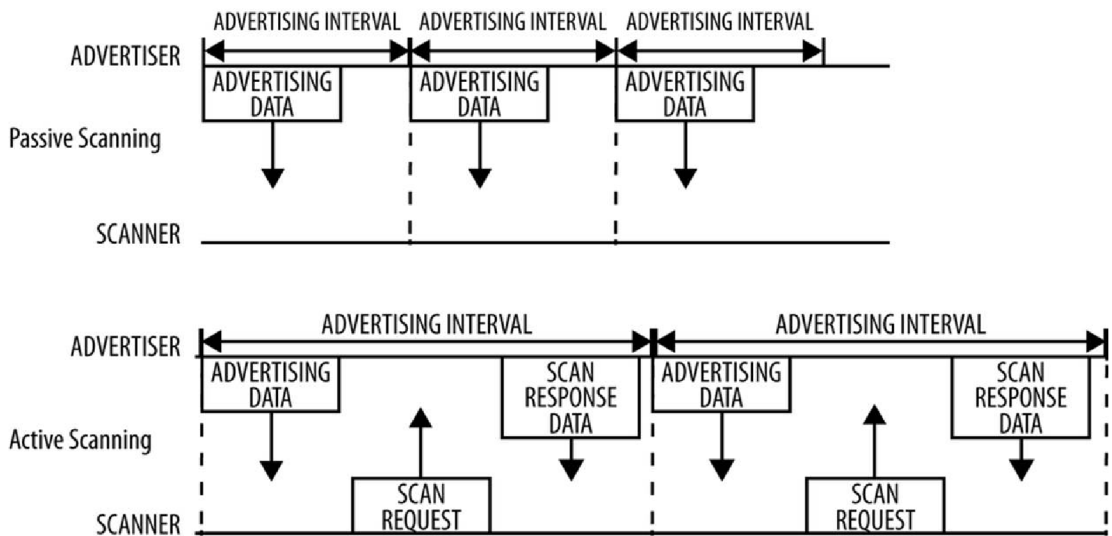 ADVERTISING INTERVAL ADVERTISING INTERVAL ADVERTISING INTERVAL
ADVERTISER
ADVERTISING ADVERTISING ADVERTISING
DATA DATA DATA
Passive Scanning
SCANNER
ADVERTISING INTERVAL ADVERTISING INTERVAL
ADVERTISER
ADVERTISING SCAN ADVERTISING SCAN
DATA RESPONSE DATA RESPONSE
DATA DATA
Active Scanning
SCAN SCAN
REQUEST REQUEST
SCANNER